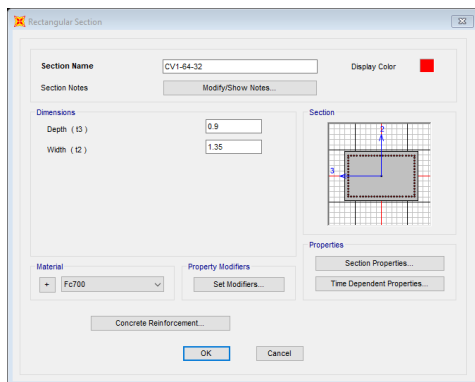 Rectangular Section
Section Name
CV1-64-32
Display Color
Section Notes
Modify/Show Notes...
Dimensions
Depth ( t3 )
0.9
Width ( t2 )
1.35
Section
2
3
Properties
Section Properties...
Time Dependent Properties...
Material
+
Fc700
Property Modifiers
Set Modifiers...
Concrete Reinforcement...
OK
Cancel